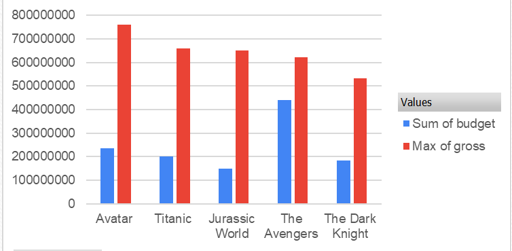 800000000
700000000
600000000
500000000
400000000
300000000
200000000
100000000
0
Avatar
Titanic
Jurassic
World
The
Avengers
The Dark
Knight
Values
Sum of budget
Max of gross